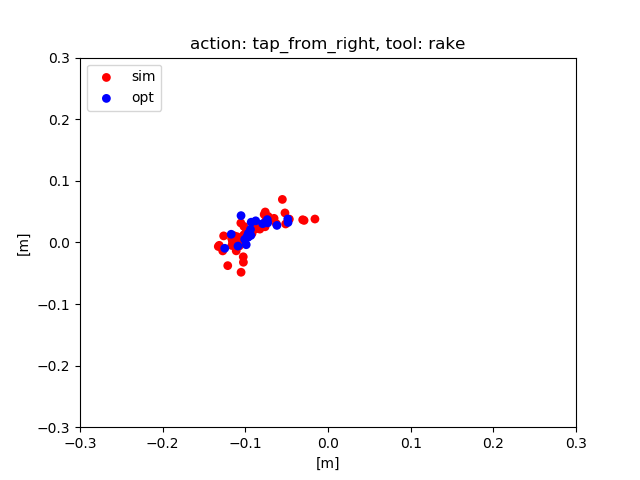 action: tap_from_right, tool: rake
sim
opt
0.3
0.2
0.1
0.0
−0.1
−0.2
−0.3
[m]
−0.3 −0.2 −0.1 0.0 0.1 0.2 0.3
[m]